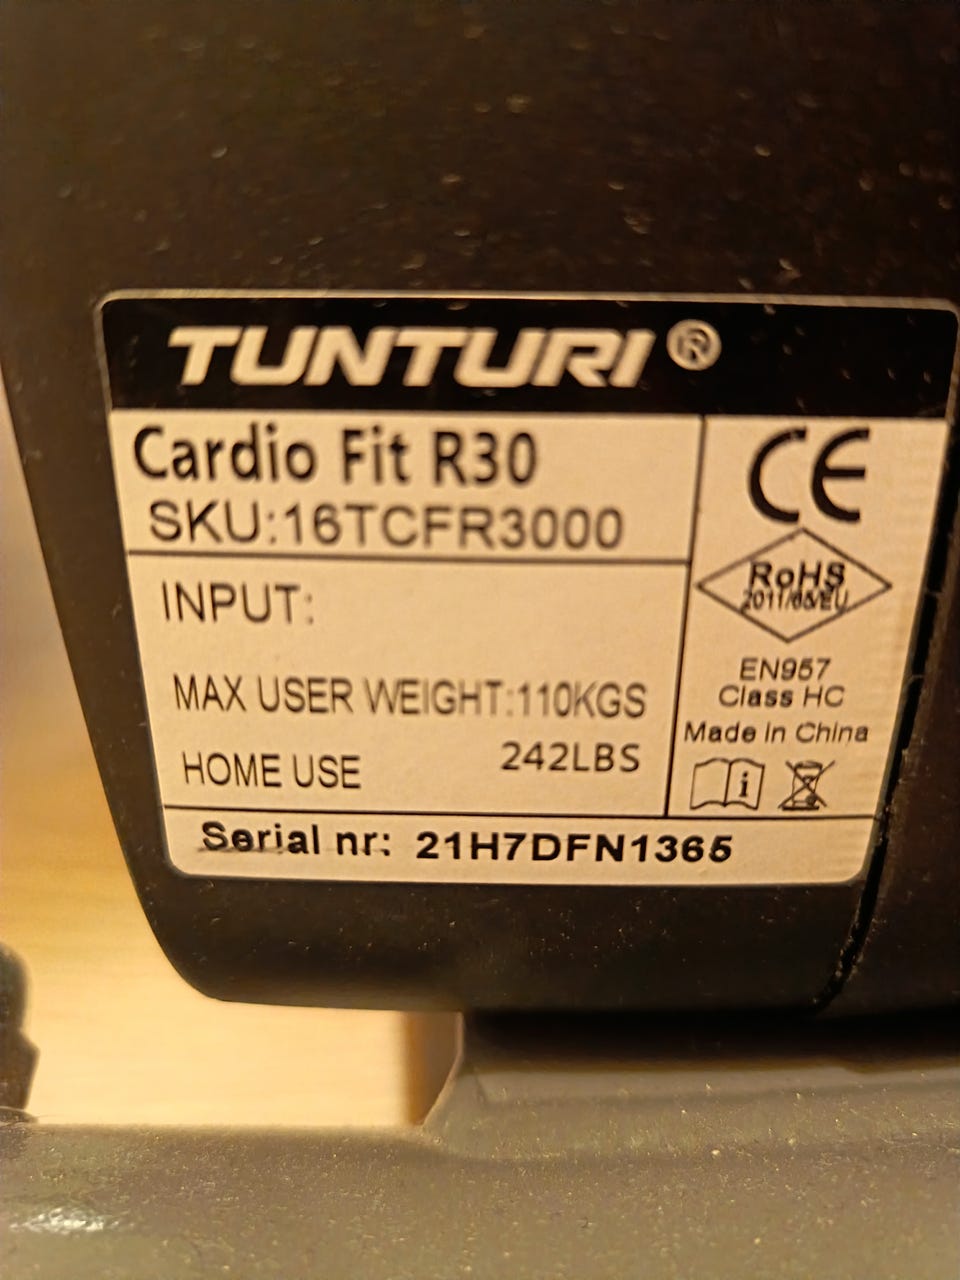 TUNTURI®
Cardio Fit R30
SKU:16TCFR3000
INPUT:
MAX USER WEIGHT:110KGS
242LBS
HOME USE
CE
RoHS
2011/65/EU
EN957
Class HC
Made in China
i
Serial nr: 21H7DFN1365